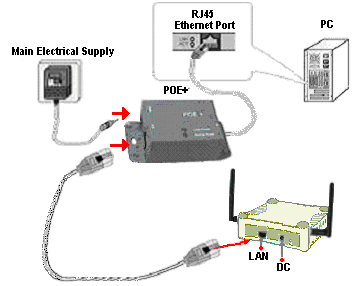 RJ45
Ethernet Port
PC
Main Electrical Supply
POE+
POE +
LAN
DC